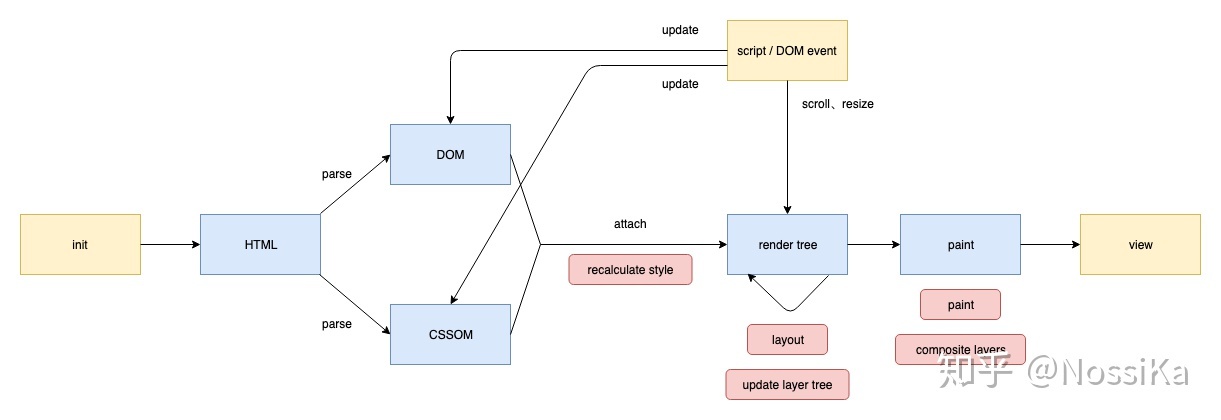 update
script / DOM event
update
scroll、resize
DOM
parse
init
HTML
attach
render tree
paint
view
recalculate style
parse
CSSOM
paint
layout
composite layers
update layer tree
知乎 @NossiKa